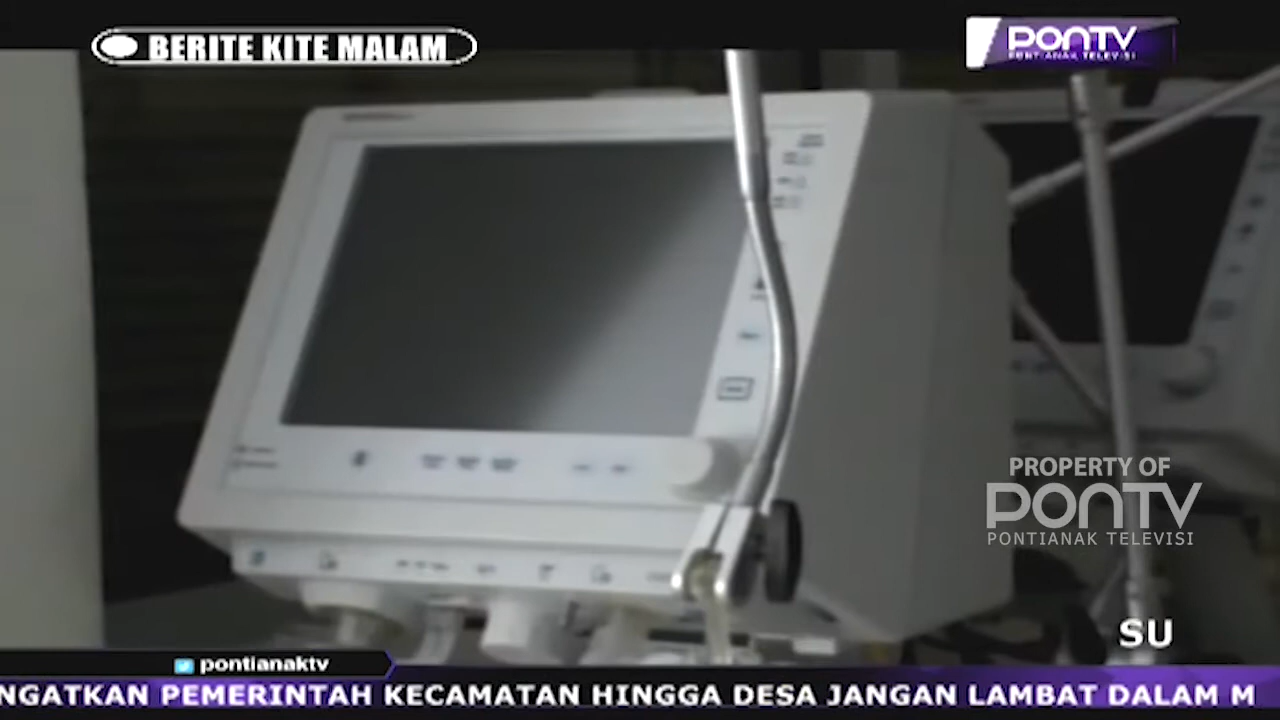 BERITE KITE MALAM
PONTV
PONTIANAK TELEVISI
PROPERTY OF
PONTV
PONTIANAK TELEVISI
SU
pontianaktv
NGATKAN PEMERINTAH KECAMATAN HINGGA DESA JANGAN LAMBAT DALAM M